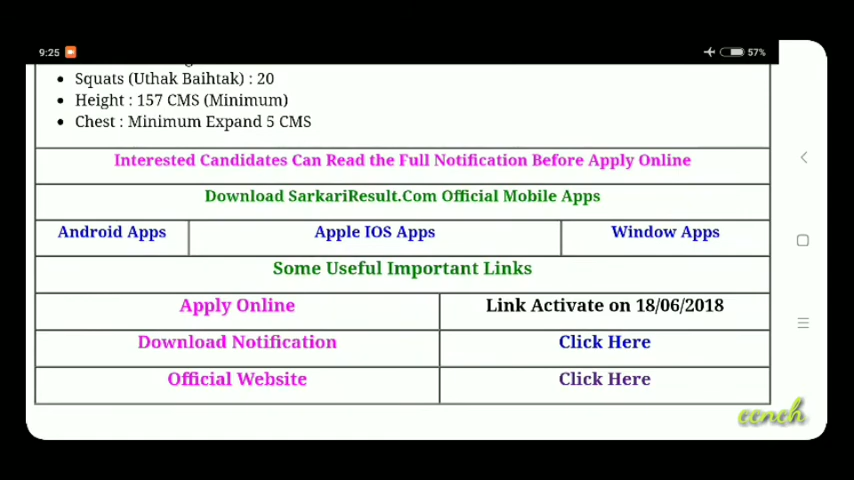 9:25
57%
Squats (Uthak Baihtak) : 20
Height : 157 CMS (Minimum)
Chest : Minimum Expand 5 CMS
Interested Candidates Can Read the Full Notification Before Apply Online
Download SarkariResult.Com Official Mobile Apps
Android Apps Apple IOS Apps Window Apps
Some Useful Important Links
Apply Online Link Activate on 18/06/2018
Download Notification Click Here
Official Website Click Here